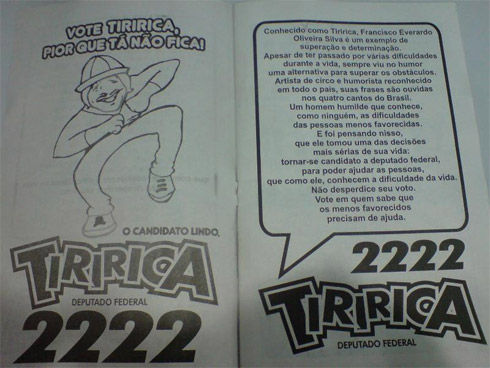 VOTE TIRIRICA,
PIOR QUE TÁ NÃO FICA!
O CANDIDATO LINDO,
TIRIRICA
DEPUTADO FEDERAL
2222
Conhecido como Tiririca, Francisco Everardo
Oliveira Silva é um exemplo de
superação e determinação.
Apesar de ter passado por várias dificuldades
durante a vida, sempre viu no humor
uma alternativa para superar os obstáculos.
Artista de circo e humorista reconhecido
em todo o país, suas frases são ouvidas
nos quatro cantos do Brasil.
Um homem humilde que conhece,
como ninguém, as dificuldades
das pessoas menos favorecidas.
E foi pensando nisso,
que ele tomou uma das decisões
mais sérias de sua vida:
tornar-se candidato a deputado federal,
para poder ajudar as pessoas,
que como ele, conhecem a dificuldade da vida.
Não desperdice seu voto.
Vote em quem sabe que
os menos favorecidos
precisam de ajuda.
2222
TIRIRICA
DEPUTADO FEDERAL